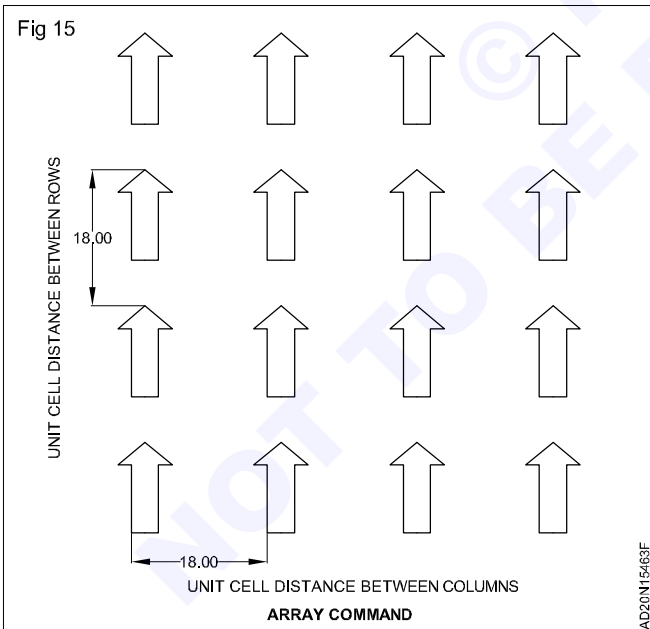 Fig 15
UNIT CELL DISTANCE BETWEEN ROWS
18.00
18.00
UNIT CELL DISTANCE BETWEEN COLUMNS
ARRAY COMMAND
AD20N15463F
© 
NOT TO BE